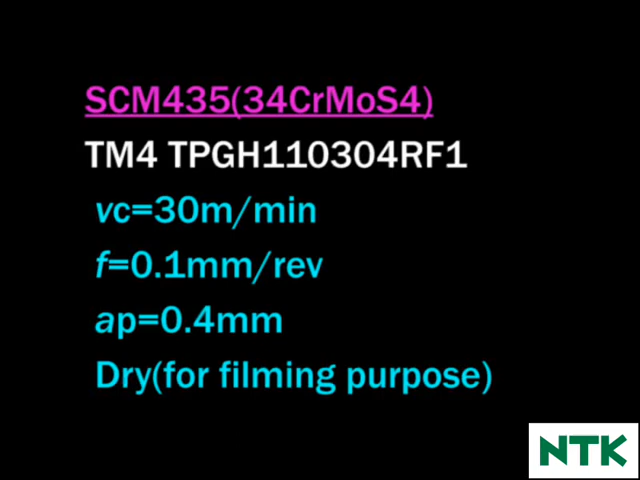 SCM435(34CrMoS4)
TM4 TPGH110304RF1
vc=30m/min
f=0.1mm/rev
ap=0.4mm
Dry(for filming purpose)
NTK